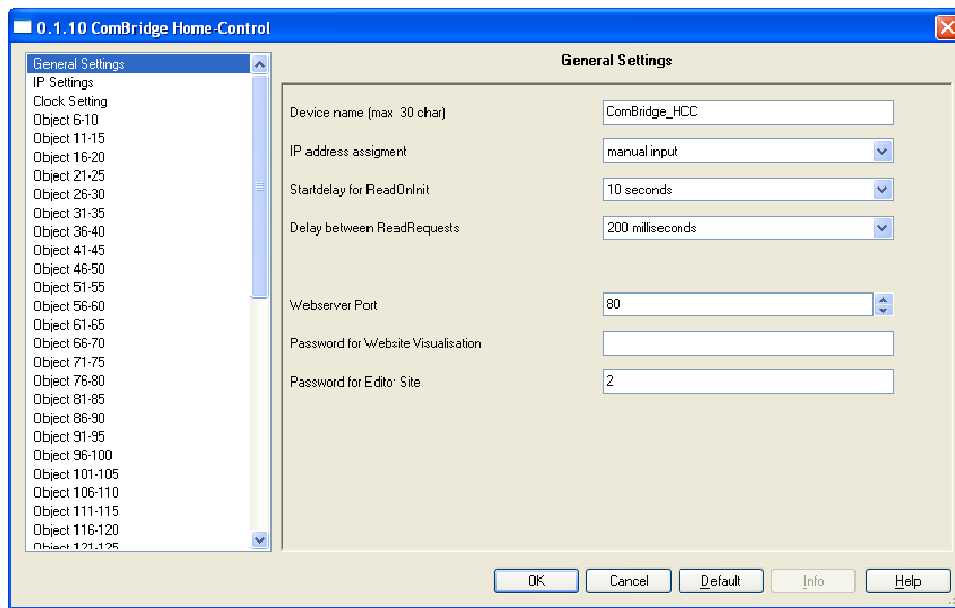 0.1.10 ComBridge Home-Control
General Settings
IP Settings
Clock Setting
Object 6-10
Object 11-15
Object 16-20
Object 21-25
Object 26-30
Object 31-35
Object 36-40
Object 41-45
Object 46-50
Object 51-55
Object 56-60
Object 61-65
Object 66-70
Object 71-75
Object 76-80
Object 81-85
Object 86-90
Object 91-95
Object 96-100
Object 101-105
Object 106-110
Object 111-115
Object 116-120
Object 121-125
General Settings
Device name (max 30 char) ComBridge_HCC
IP address assigment manual input
Startdelay for ReadOnInit 10 seconds
Delay between ReadRequests 200 milliseconds
Webserver Port 80
Password for Website Visualisation
Password for Editor Site 2
OK Cancel Default Info Help